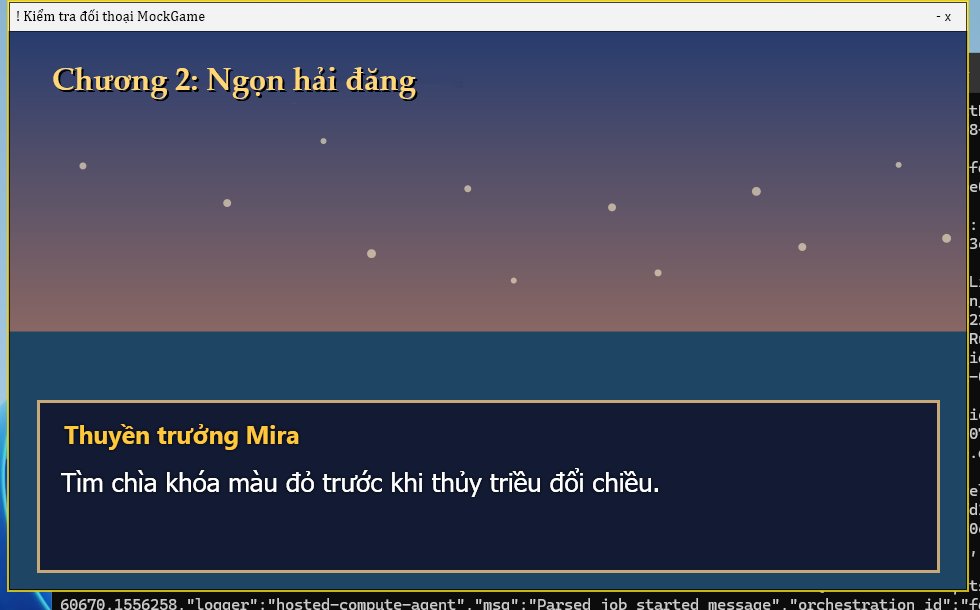 ! Kiểm tra đối thoại MockGame
- x
Chương 2: Ngọn hải đăng
Thuyền trưởng Mira
Tìm chìa khóa màu đỏ trước khi thủy triều đổi chiều.
60670.1556258,"logger":"hosted-compute-agent","msg":"Parsed job started message","orchestration_id":"f